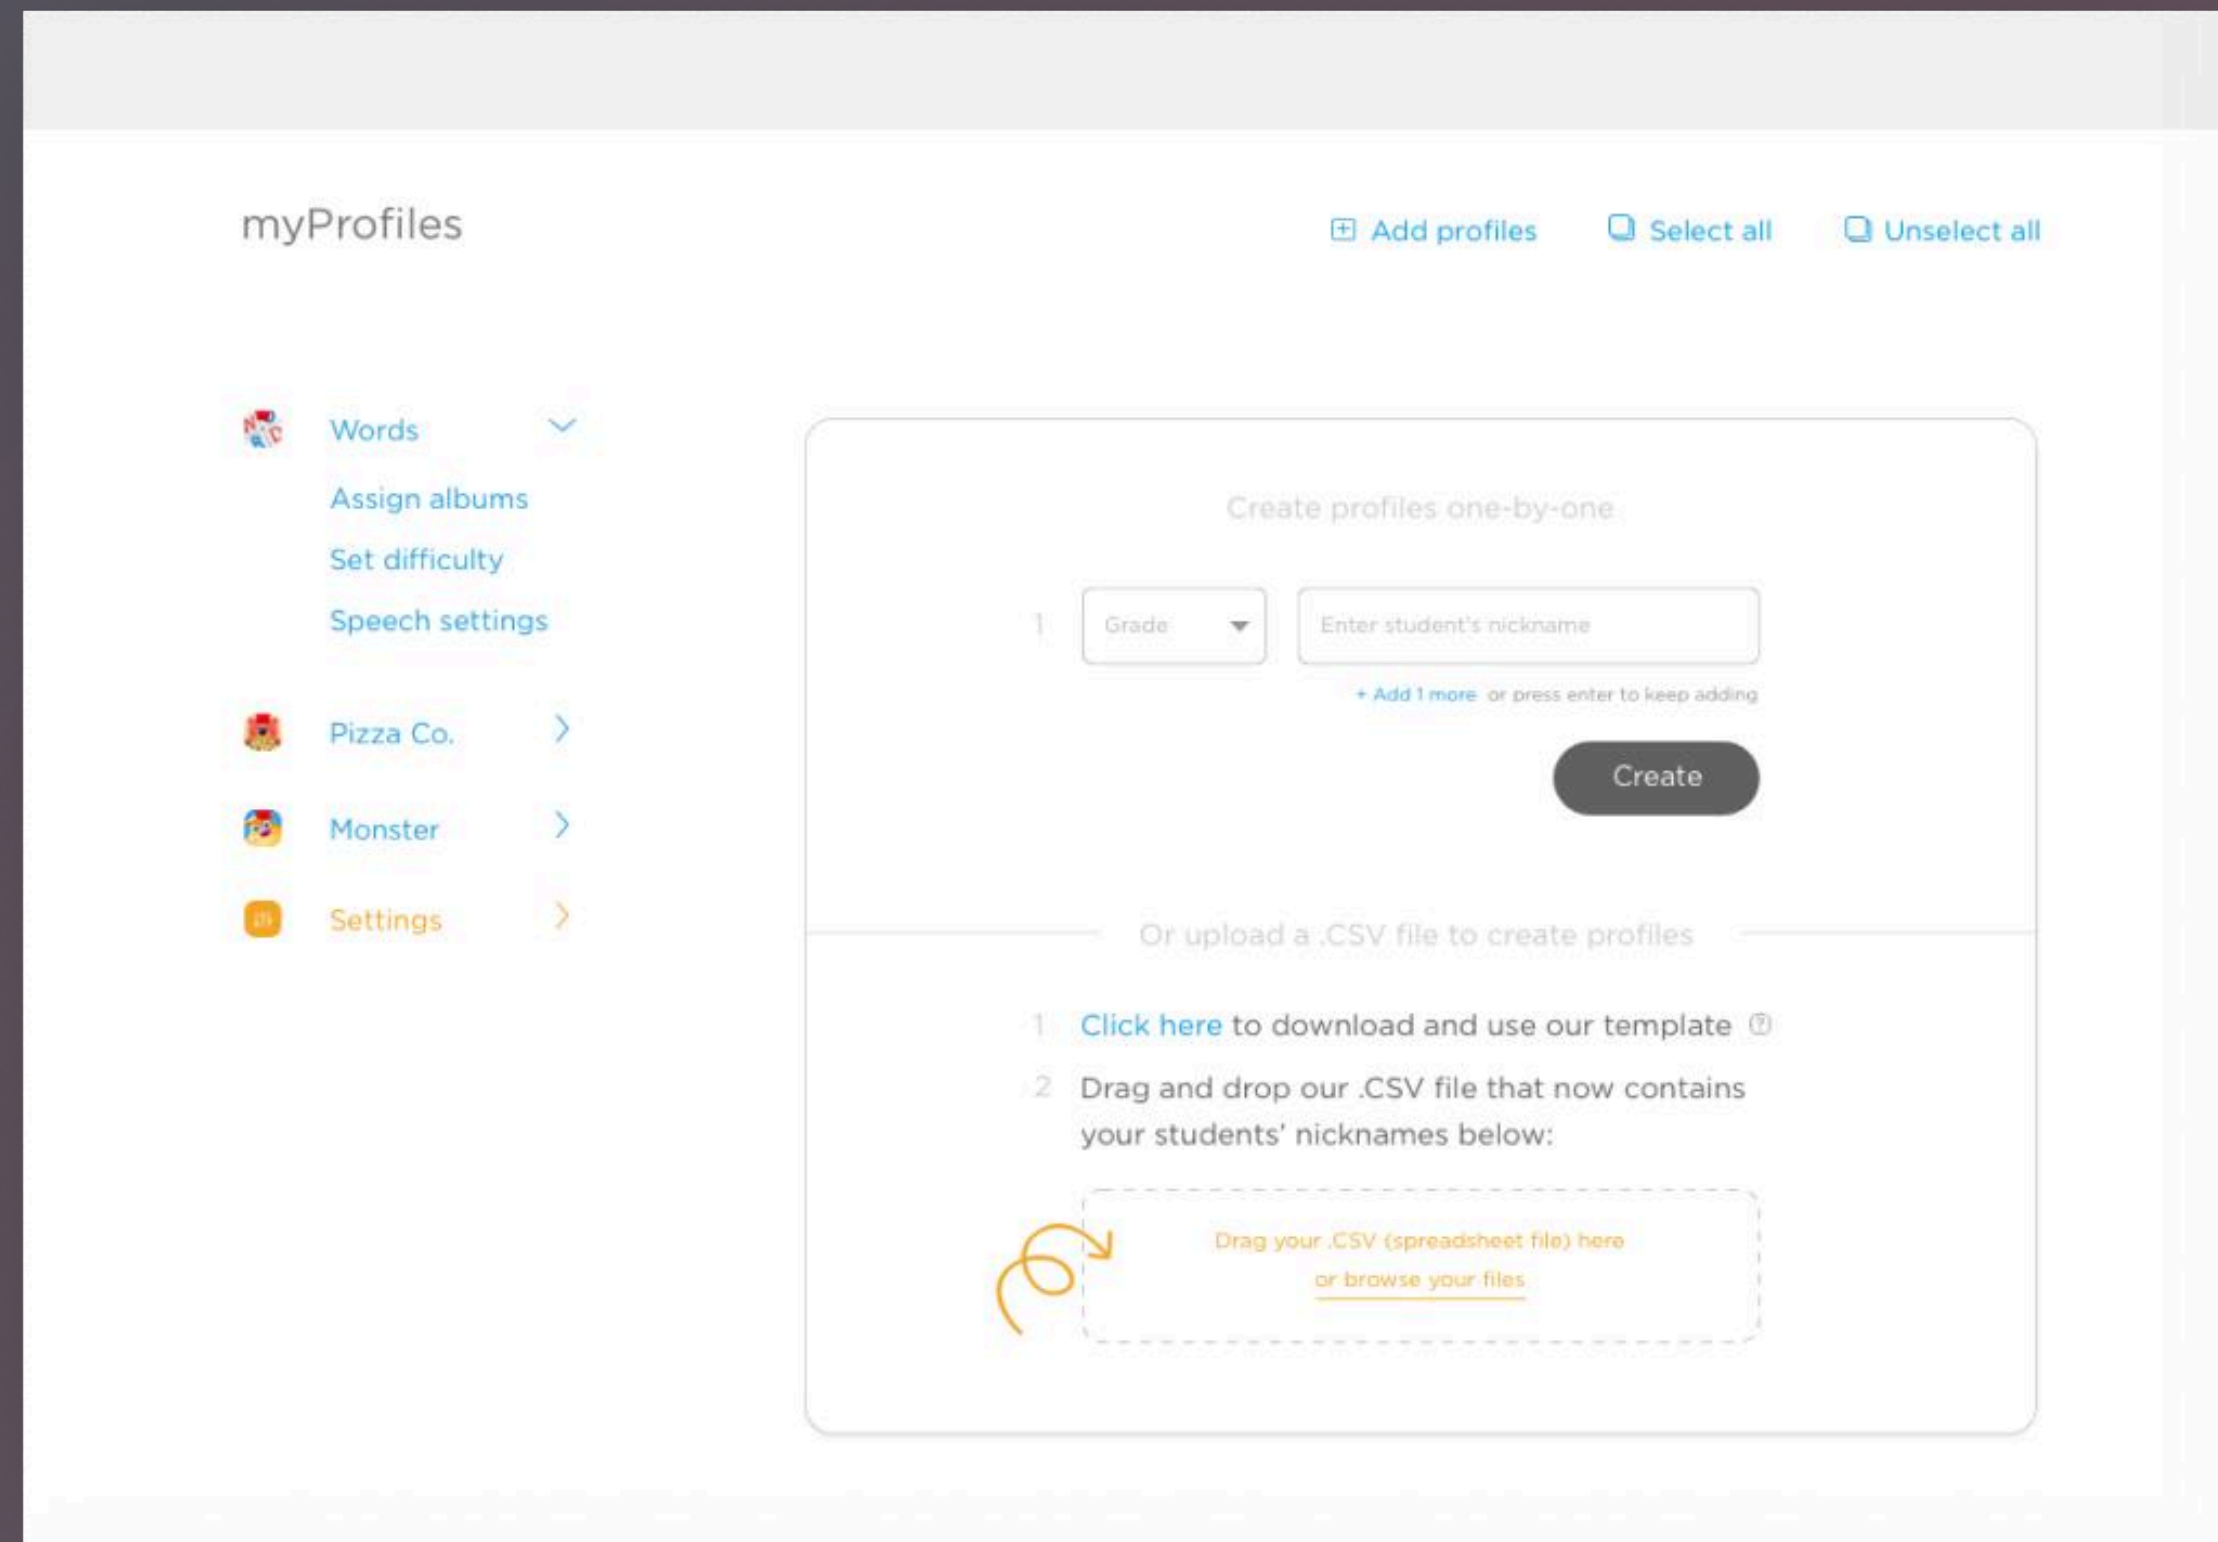 myProfiles
Add profiles
Select all
Unselect all
Words
Assign albums
Set difficulty
Speech settings
Pizza Co.
Monster
Settings
Create profiles one-by-one
1
Grade
Enter student's nickname
+ Add 1 more or press enter to keep adding
Create
Or upload a .CSV file to create profiles
1 Click here to download and use our template ?
2 Drag and drop our .CSV file that now contains
your students' nicknames below:
Drag your .CSV (spreadsheet file) here
or browse your files